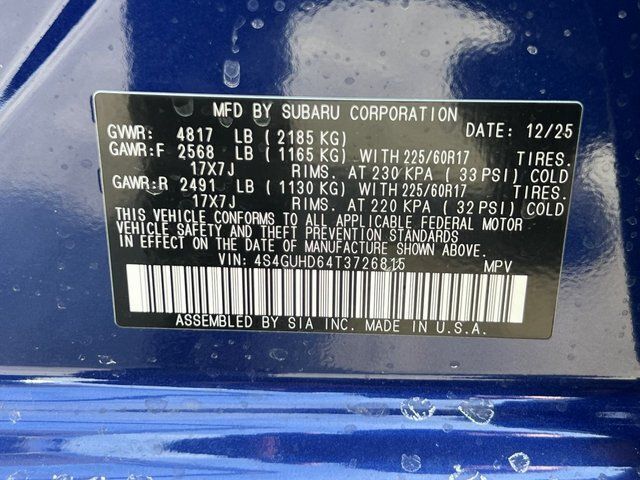 MFD BY SUBARU CORPORATION
GVWR: 4817 LB ( 2185 KG) DATE: 12/25
GAWR:F 2568 LB ( 1165 KG) WITH 225/60R17 TIRES.
17X7J RIMS. AT 230 KPA ( 33 PSI) COLD
GAWR:R 2491 LB ( 1130 KG) WITH 225/60R17 TIRES.
17X7J RIMS. AT 220 KPA ( 32 PSI) COLD
THIS VEHICLE CONFORMS TO ALL APPLICABLE FEDERAL MOTOR
VEHICLE SAFETY AND THEFT PREVENTION STANDARDS
IN EFFECT ON THE DATE OF MANUFACTURE SHOWN ABOVE.
VIN: 4S4GUHD64T3726815 MPV
ASSEMBLED BY SIA INC. MADE IN U.S.A.